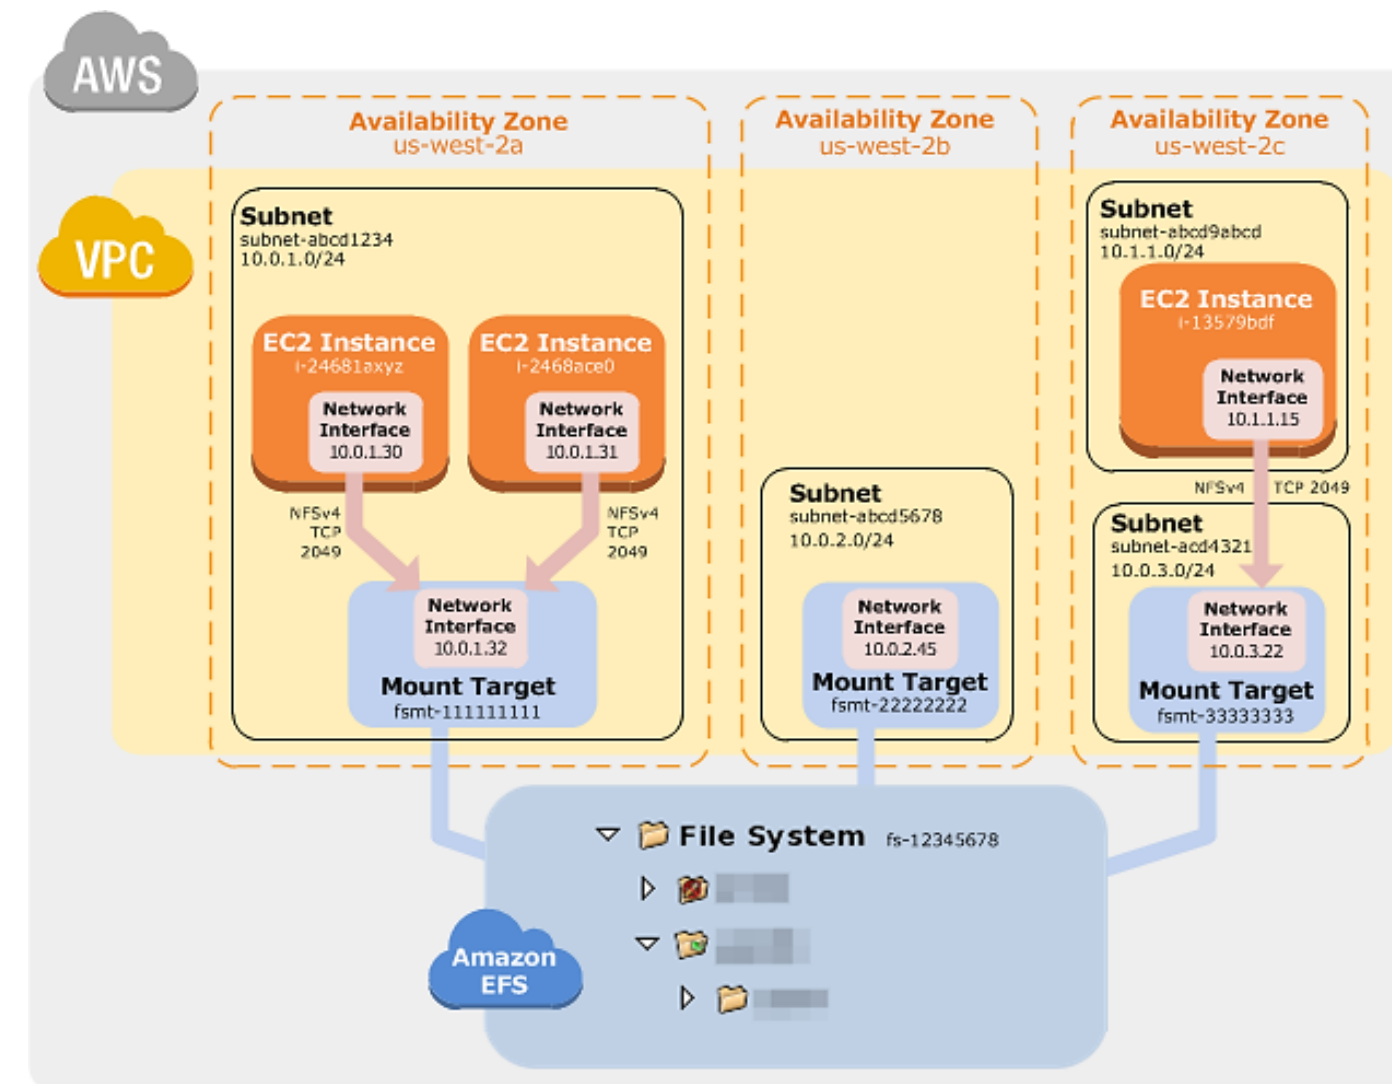 AWS
VPC
Availability Zone
us-west-2a
Subnet
subnet-abcd1234
10.0.1.0/24
EC2 Instance
i-24681axyz
Network
Interface
10.0.1.30
EC2 Instance
i-2468ace0
Network
Interface
10.0.1.31
NFSv4
TCP
2049
NFSv4
TCP
2049
Network
Interface
10.0.1.32
Mount Target
fsmt-111111111
Availability Zone
us-west-2b
Subnet
subnet-abcd5678
10.0.2.0/24
Network
Interface
10.0.2.45
Mount Target
fsmt-22222222
Availability Zone
us-west-2c
Subnet
subnet-abcd9abcd
10.1.1.0/24
EC2 Instance
i-13579bdf
Network
Interface
10.1.1.15
NFSv4 TCP 2049
Subnet
subnet-acd4321
10.0.3.0/24
Network
Interface
10.0.3.22
Mount Target
fsmt-33333333
File System fs-12345678
Amazon
EFS